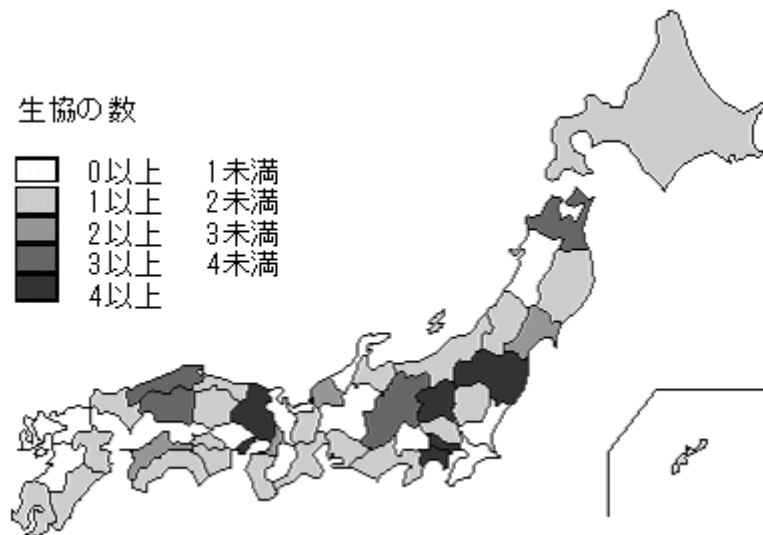 生協の数
0以上 1未満
1以上 2未満
2以上 3未満
3以上 4未満
4以上